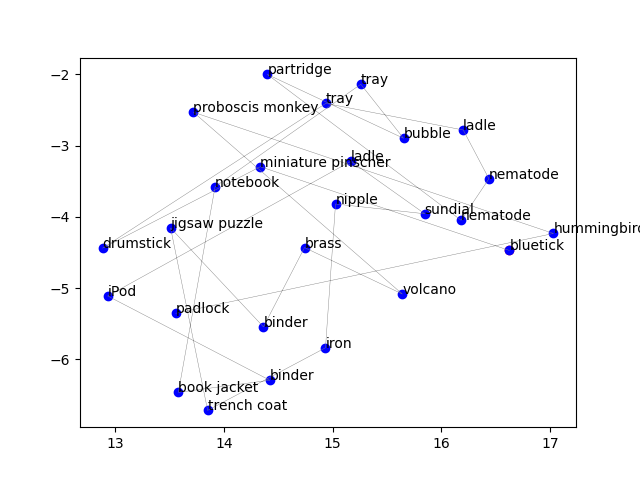 partridge
tray
tray
proboscis monkey
ladle
bubble
ladle
miniature pinscher
nematode
notebook
nipple
sundial
nematode
jigsaw puzzle
hummingbird
drumstick
brass
bluetick
iPod
volcano
padlock
binder
iron
binder
book jacket
trench coat
−2
−3
−4
−5
−6
13
14
15
16
17